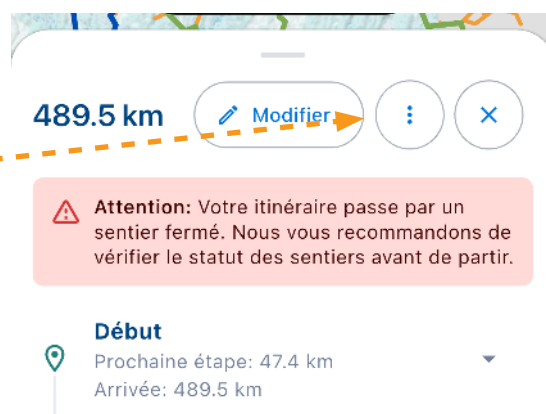 489.5 km
Modifier
Attention: Votre itinéraire passe par un
sentier fermé. Nous vous recommandons de
vérifier le statut des sentiers avant de partir.
Début
Prochaine étape: 47.4 km
Arrivée: 489.5 km